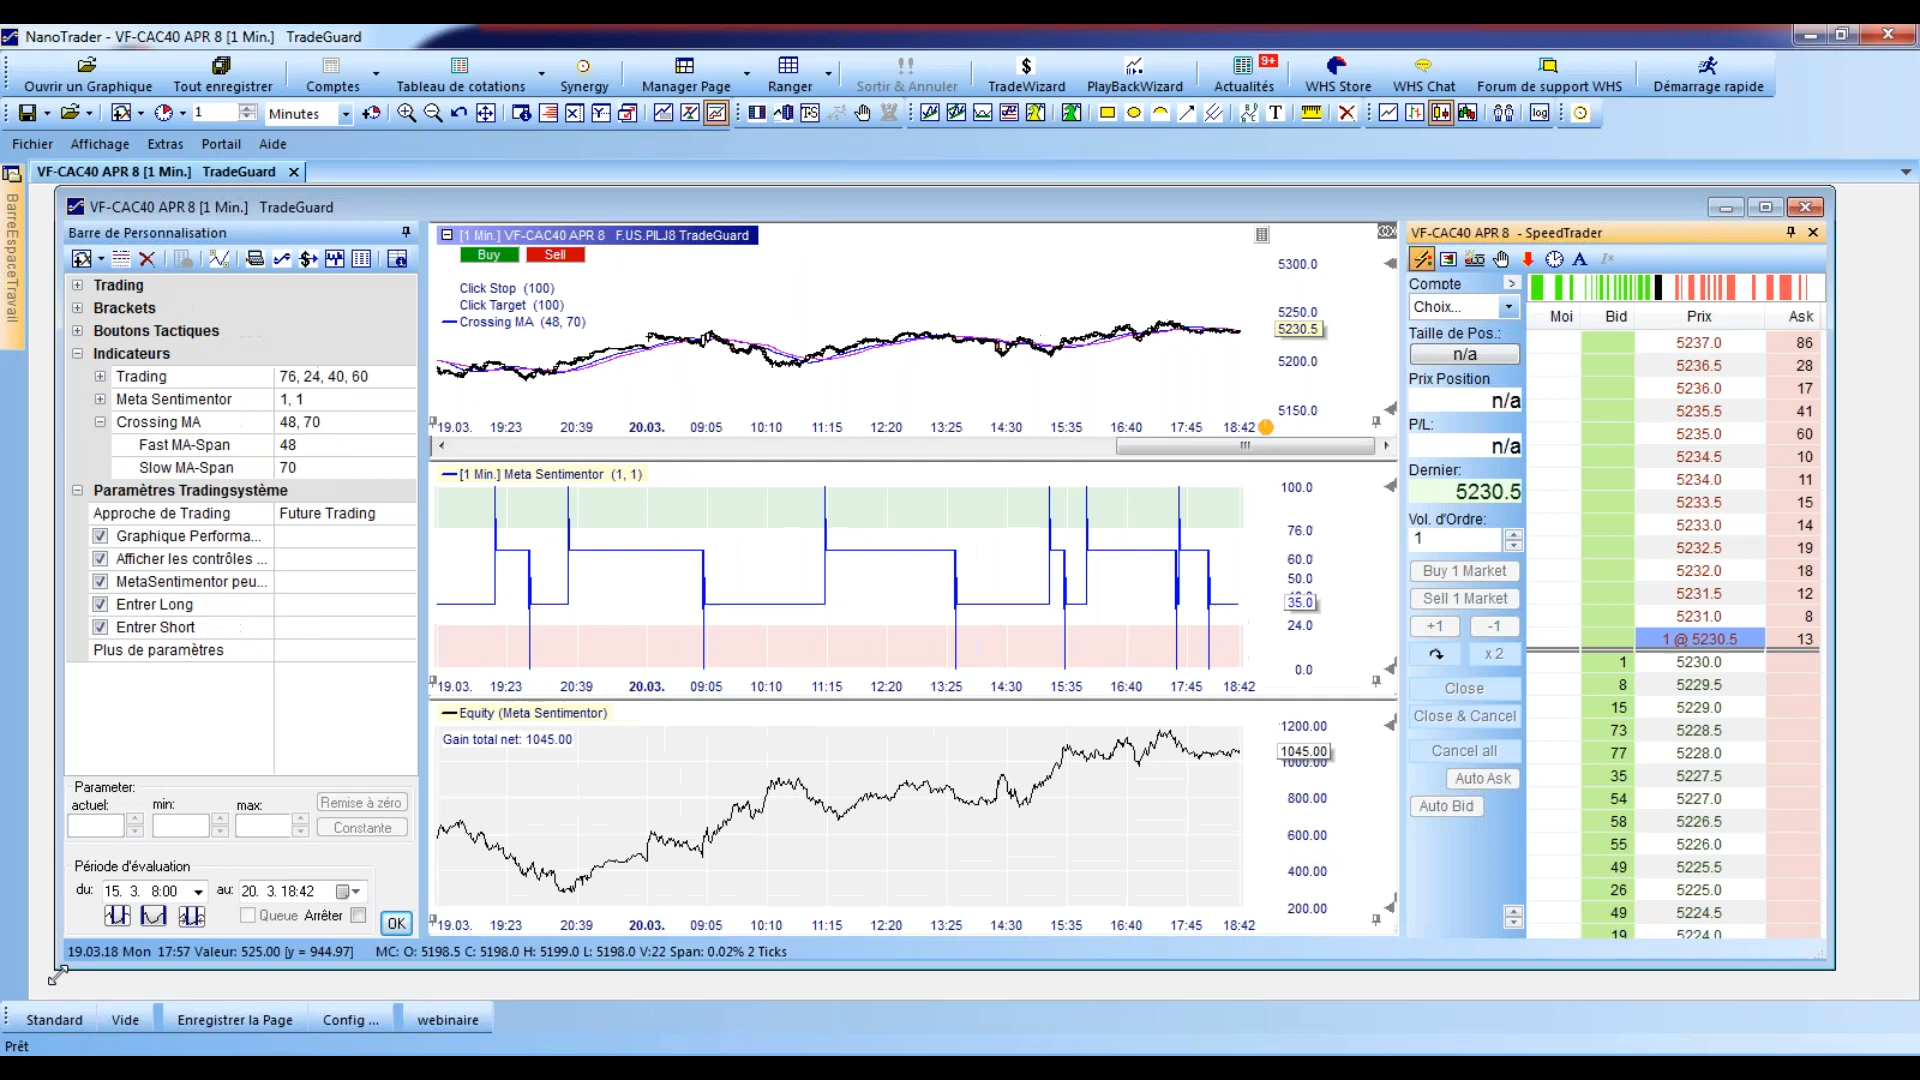 NanoTrader - VF-CAC40 APR 8 [1 Min.]   TradeGuard
Ouvrir un Graphique
Tout enregistrer
Comptes
Tableau de cotations
Synergy
Manager Page
Ranger
Sortir & Annuler
TradeWizard
PlayBackWizard
9+
Actualités
WHS Store
WHS Chat
Forum de support WHS
Démarrage rapide
1 Minutes
Fichier Affichage Extras Portail Aide
VF-CAC40 APR 8 [1 Min.]   TradeGuard
BarreEspaceTravail
VF-CAC40 APR 8 [1 Min.]   TradeGuard
Barre de Personnalisation
Trading
Brackets
Boutons Tactiques
Indicateurs
Trading 76, 24, 40, 60
Meta Sentimentor 1, 1
Crossing MA 48, 70
Fast MA-Span 48
Slow MA-Span 70
Paramètres Tradingsystème
Approche de Trading Future Trading
Graphique Performa...
Afficher les contrôles ...
MetaSentimentor peu...
Entrer Long
Entrer Short
Plus de paramètres
Parameter:
actuel: min: max: Remise à zéro
Constante
Période d'évaluation
du: 15. 3. 8:00 au: 20. 3. 18:42
Queue Arrêter OK
[1 Min.] VF-CAC40 APR 8 F.US.PILJ8 TradeGuard
Buy Sell
Click Stop (100)
Click Target (100)
Crossing MA (48, 70)
5300.0
5250.0
5230.5
5200.0
5150.0
19.03. 19:23 20:39 20.03. 09:05 10:10 11:15 12:20 13:25 14:30 15:35 16:40 17:45 18:42
[1 Min.] Meta Sentimentor (1, 1)
100.0
76.0
60.0
50.0
35.0
24.0
0.0
19.03. 19:23 20:39 20.03. 09:05 10:10 11:15 12:20 13:25 14:30 15:35 16:40 17:45 18:42
Equity (Meta Sentimentor)
Gain total net: 1045.00
1200.00
1045.00
1000.00
800.00
600.00
400.00
200.00
19.03. 19:23 20:39 20.03. 09:05 10:10 11:15 12:20 13:25 14:30 15:35 16:40 17:45 18:42
19.03.18 Mon 17:57 Valeur: 525.00 [y = 944.97] MC: O: 5198.5 C: 5198.0 H: 5199.0 L: 5198.0 V:22 Span: 0.02% 2 Ticks
VF-CAC40 APR 8 - SpeedTrader
Compte >
Choix...
Taille de Pos.:
n/a
Prix Position
n/a
P/L:
n/a
Dernier:
5230.5
Vol. d'Ordre:
1
Buy 1 Market
Sell 1 Market
+1 -1
x 2
Close
Close & Cancel
Cancel all
Auto Ask
Auto Bid
Moi Bid Prix Ask
5237.0 86
5236.5 28
5236.0 17
5235.5 41
5235.0 60
5234.5 10
5234.0 11
5233.5 15
5233.0 14
5232.5 19
5232.0 18
5231.5 12
5231.0 8
1 @ 5230.5 13
1 5230.0
8 5229.5
15 5229.0
73 5228.5
77 5228.0
35 5227.5
54 5227.0
58 5226.5
55 5226.0
49 5225.5
26 5225.0
49 5224.5
19 5224.0
Standard Vide Enregistrer la Page Config ... webinaire
Prêt